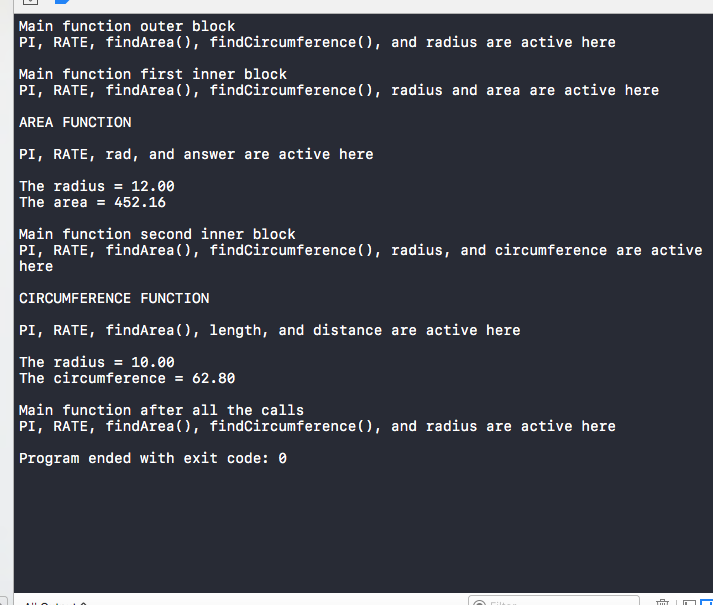 Main function outer block
PI, RATE, findArea(), findCircumference(), and radius are active here
Main function first inner block
PI, RATE, findArea(), findCircumference(), radius and area are active here
AREA FUNCTION
PI, RATE, rad, and answer are active here
The radius = 12.00
The area = 452.16
Main function second inner block
PI, RATE, findArea(), findCircumference(), radius, and circumference are active
here
CIRCUMFERENCE FUNCTION
PI, RATE, findArea(), length, and distance are active here
The radius = 10.00
The circumference = 62.80
Main function after all the calls
PI, RATE, findArea(), findCircumference(), and radius are active here
Program ended with exit code: 0